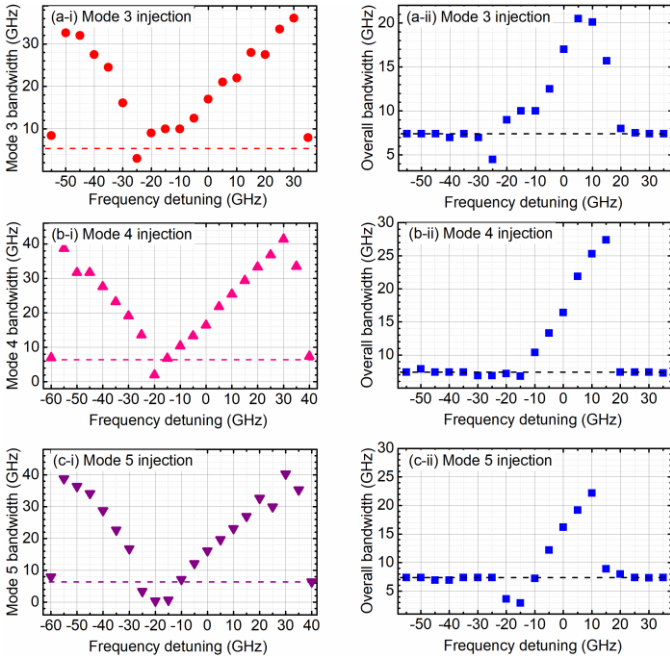 (a-i) Mode 3 injection
Mode 3 bandwidth (GHz)
30
20
10
-50 -40 -30 -20 -10 0 10 20 30
Frequency detuning (GHz)
(a-ii) Mode 3 injection
Overall bandwidth (GHz)
20
15
10
5
-50 -40 -30 -20 -10 0 10 20 30
Frequency detuning (GHz)
(b-i) Mode 4 injection
Mode 4 bandwidth (GHz)
40
30
20
10
0
-60 -50 -40 -30 -20 -10 0 10 20 30 40
Frequency detuning (GHz)
(b-ii) Mode 4 injection
Overall bandwidth (GHz)
30
25
20
15
10
5
-50 -40 -30 -20 -10 0 10 20 30
Frequency detuning (GHz)
(c-i) Mode 5 injection
Mode 5 bandwidth (GHz)
40
30
20
10
0
-60 -50 -40 -30 -20 -10 0 10 20 30 40
Frequency detuning (GHz)
(c-ii) Mode 5 injection
Overall bandwidth (GHz)
30
25
20
15
10
5
-50 -40 -30 -20 -10 0 10 20 30
Frequency detuning (GHz)